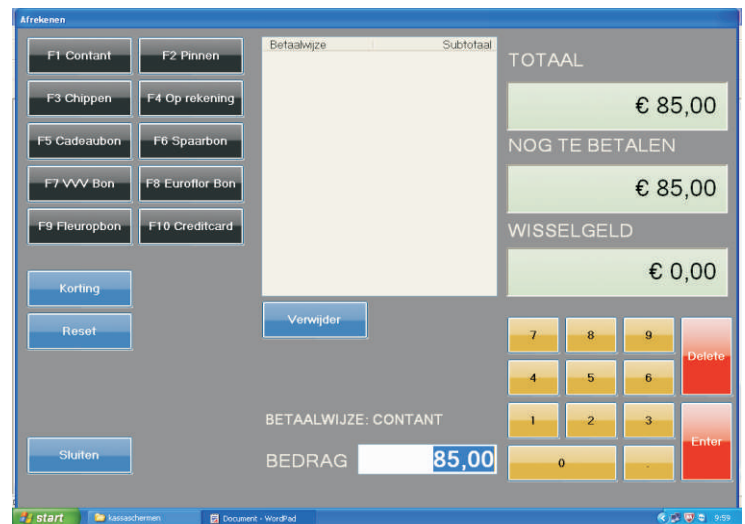 Afrekenen
F1 Contant
F2 Pinnen
F3 Chippen
F4 Op rekening
F5 Cadeaubon
F6 Spaarbon
F7 VVV Bon
F8 Euroflor Bon
F9 Fleuropbon
F10 Creditcard
Korting
Reset
Sluiten
Betaalwijze Subtotaal
Verwijder
BETAALWIJZE: CONTANT
BEDRAG 85,00
TOTAAL
€ 85,00
NOG TE BETALEN
€ 85,00
WISSELGELD
€ 0,00
7 8 9
Delete
4 5 6
1 2 3
Enter
0 .
start kassaschermen Document - WordPad 9:59